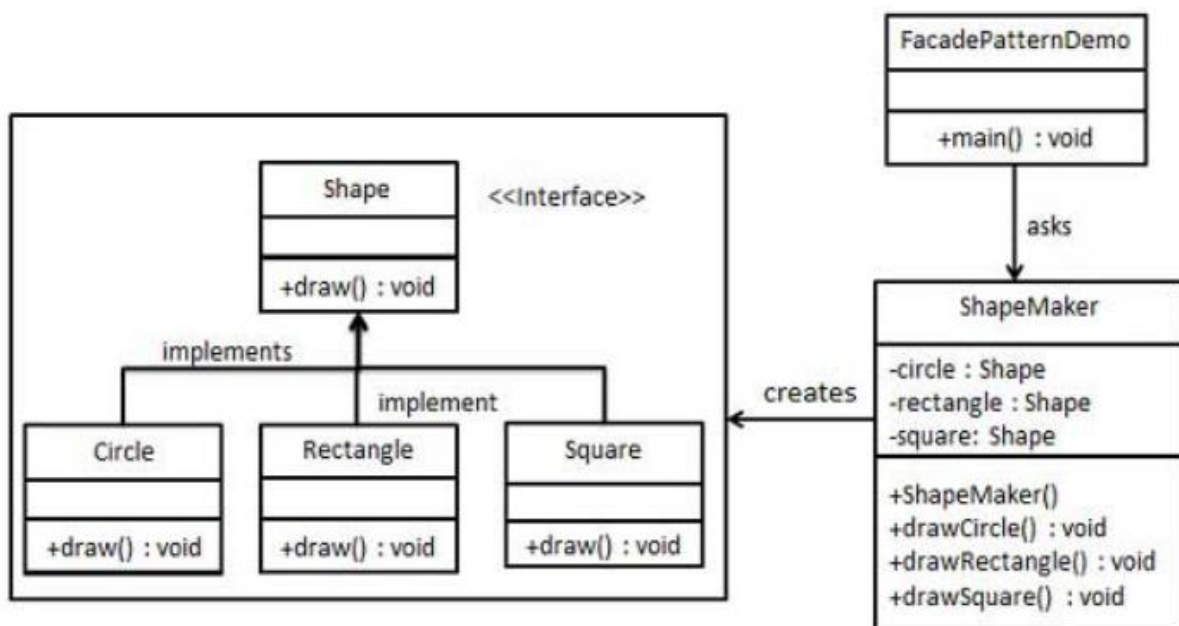 FacadePatternDemo
+main() : void
asks
Shape
<<Interface>>
+draw() : void
implements
implement
Circle
+draw() : void
Rectangle
+draw() : void
Square
+draw() : void
creates
ShapeMaker
-circle : Shape
-rectangle : Shape
-square: Shape
+ShapeMaker()
+drawCircle() : void
+drawRectangle() : void
+drawSquare() : void